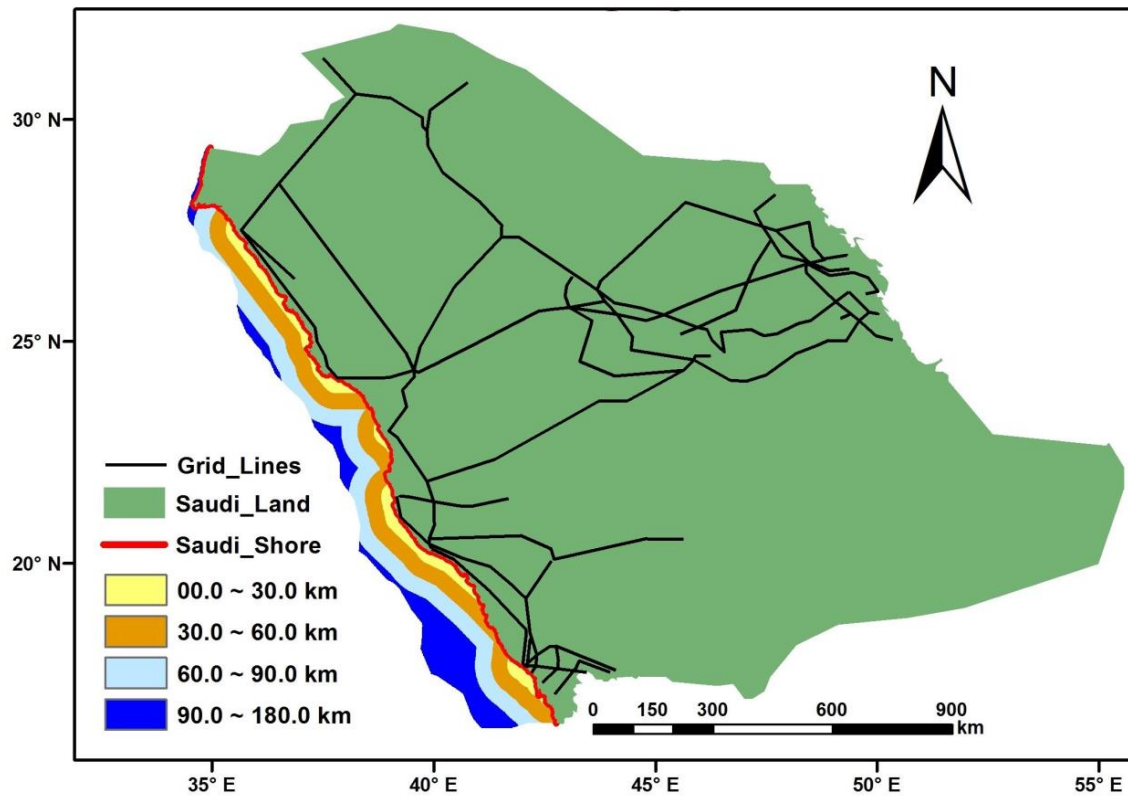 N
30° N
25° N
20° N
Grid_Lines
Saudi_Land
Saudi_Shore
00.0 ~ 30.0 km
30.0 ~ 60.0 km
60.0 ~ 90.0 km
90.0 ~ 180.0 km
0 150 300 600 900
km
35° E 40° E 45° E 50° E 55° E